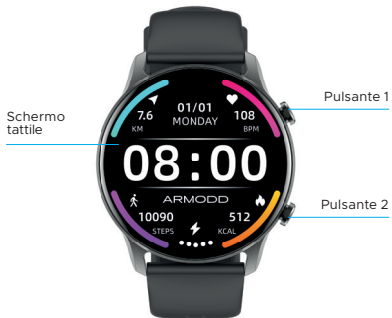 Pulsante 1
Schermo
tattile
01/01
7.6
MONDAY
108
KM
BPM
08:00
ARMODD
10090
512
STEPS
KCAL
Pulsante 2